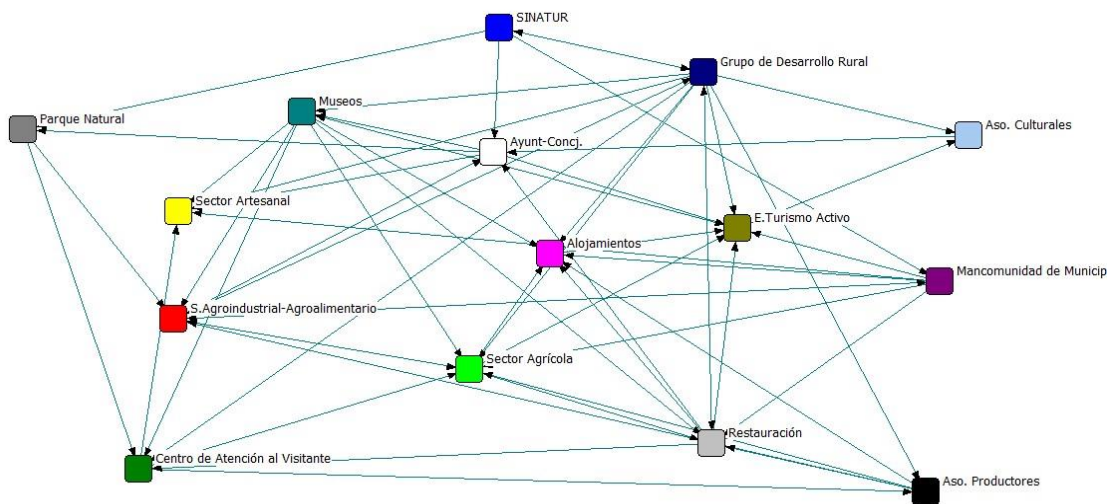 SINATUR
Grupo de Desarrollo Rural
Museos
Parque Natural
Aso. Culturales
Ayunt-Concj.
Sector Artesanal
E.Turismo Activo
Alojamientos
Mancomunidad de Municip
S.Agroindustrial-Agroalimentario
Sector Agrícola
Restauración
Centro de Atención al Visitante
Aso. Productores